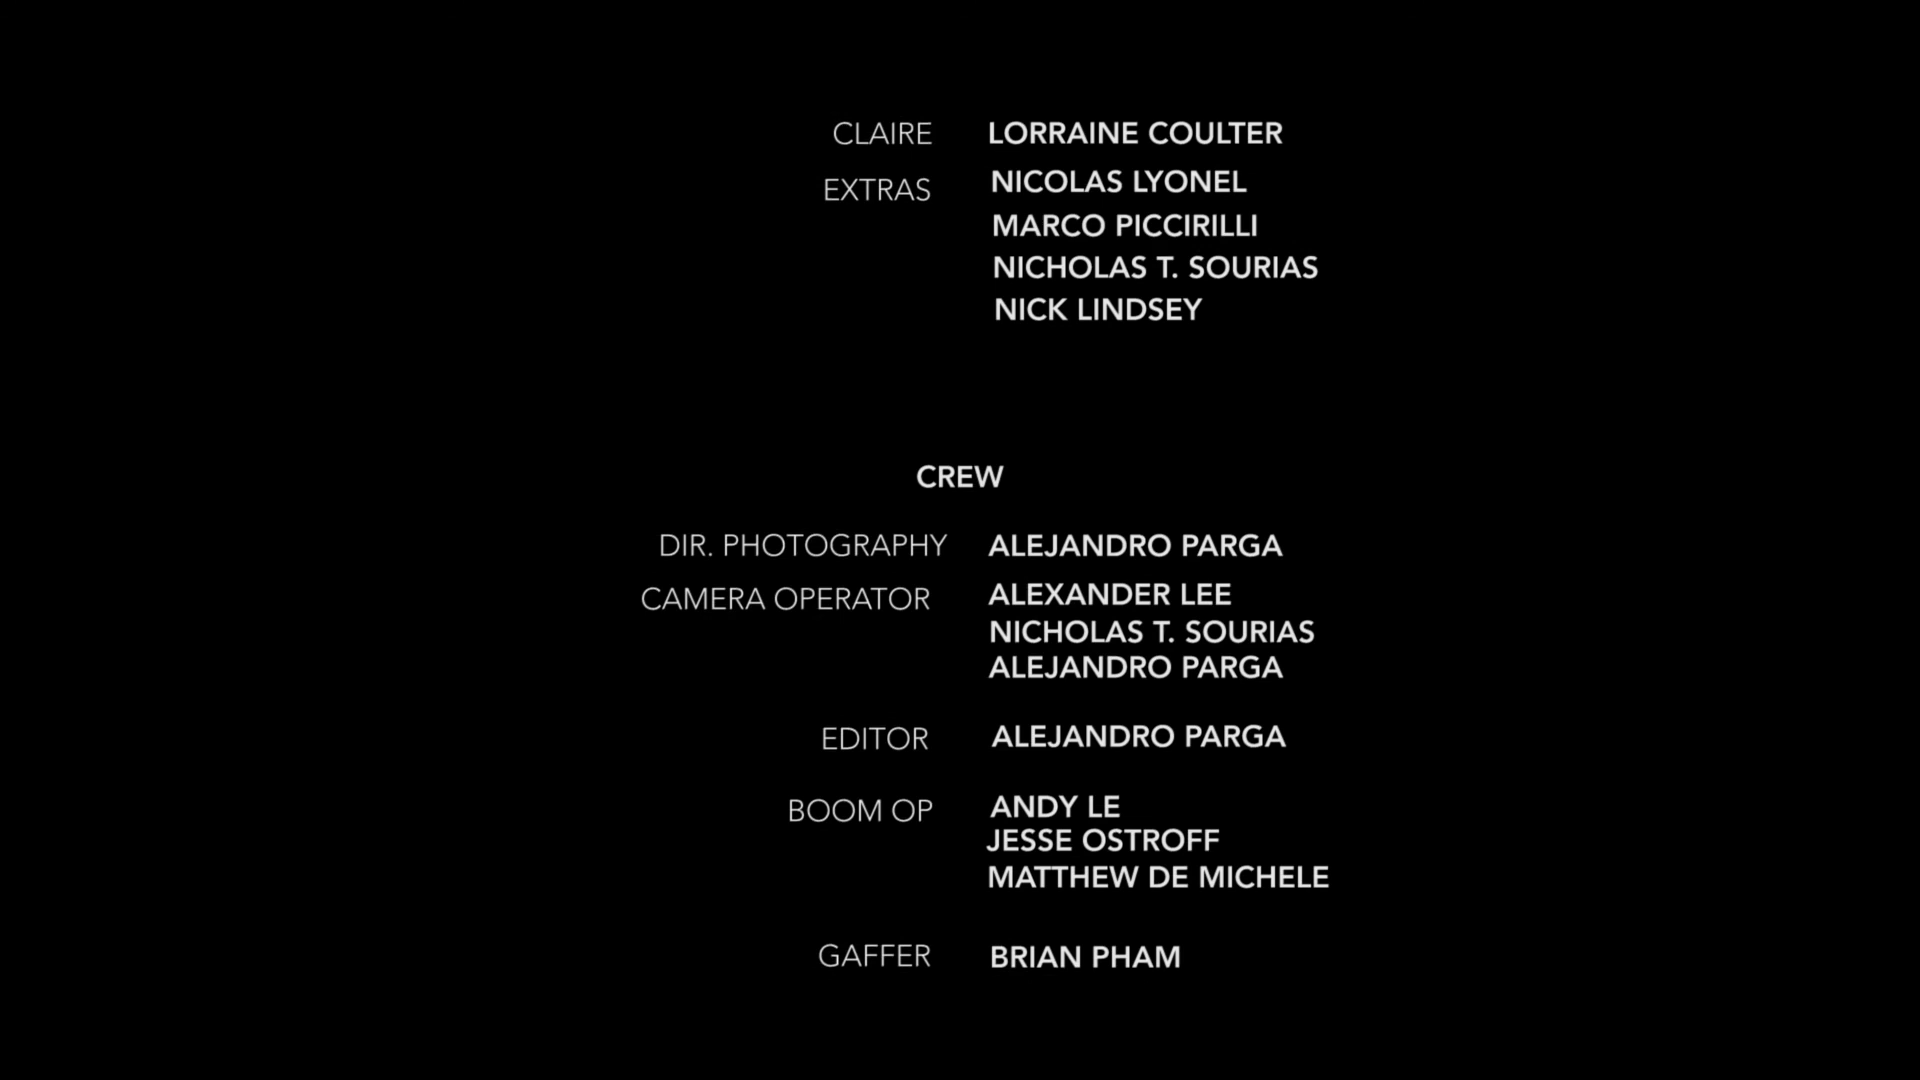 CLAIRE LORRAINE COULTER
EXTRAS NICOLAS LYONEL
MARCO PICCIRILLI
NICHOLAS T. SOURIAS
NICK LINDSEY
CREW
DIR. PHOTOGRAPHY ALEJANDRO PARGA
CAMERA OPERATOR ALEXANDER LEE
NICHOLAS T. SOURIAS
ALEJANDRO PARGA
EDITOR ALEJANDRO PARGA
BOOM OP ANDY LE
JESSE OSTROFF
MATTHEW DE MICHELE
GAFFER BRIAN PHAM